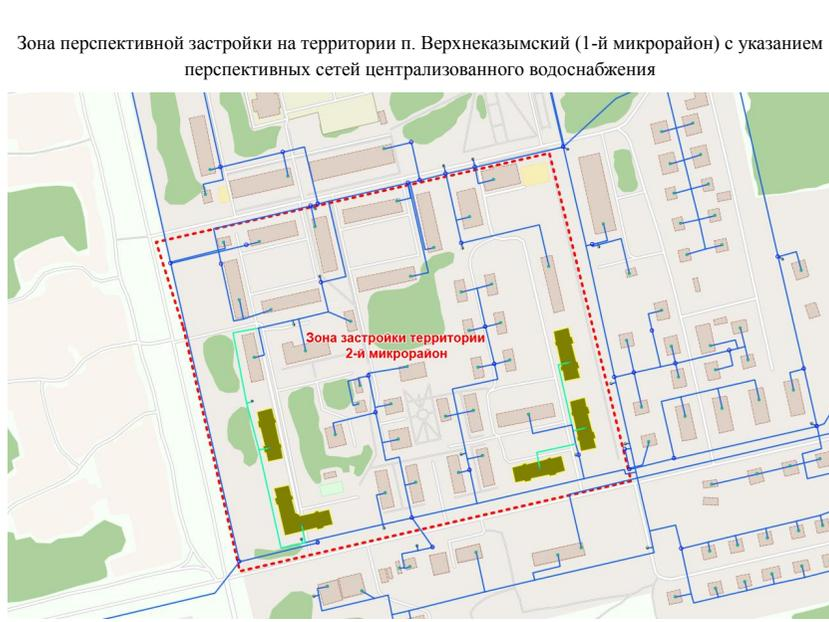 Зона перспективной застройки на территории п. Верхнеказымский (1-й микрорайон) с указанием
перспективных сетей централизованного водоснабжения
Зона застройки территории
2-й микрорайон